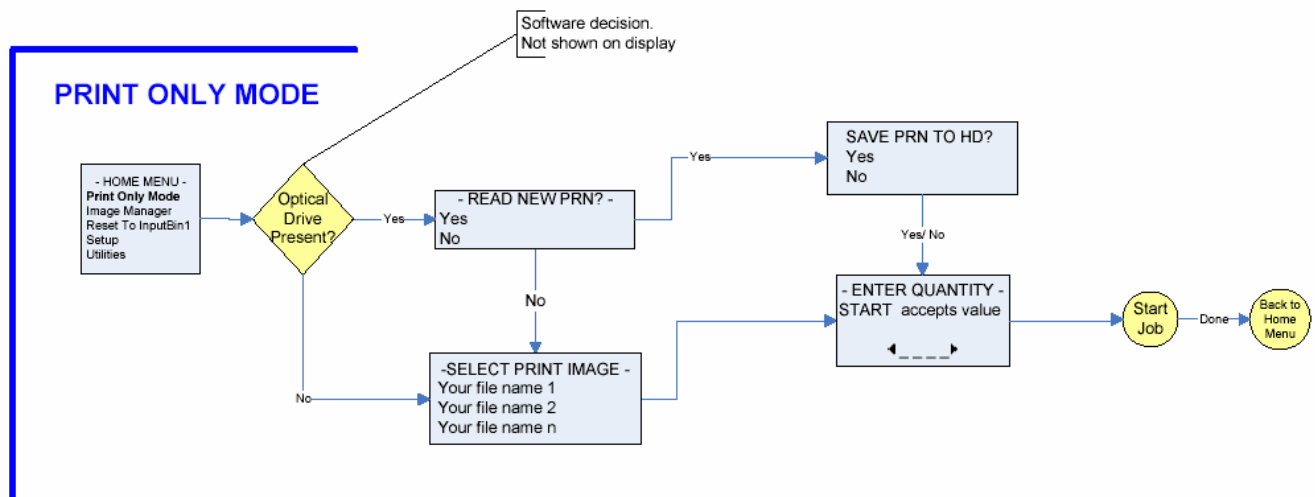 Software decision.
Not shown on display
PRINT ONLY MODE
- HOME MENU -
Print Only Mode
Image Manager
Reset To InputBin1
Setup
Utilities
Optical
Drive
Present?
Yes
No
- READ NEW PRN? -
Yes
No
Yes
No
-SELECT PRINT IMAGE -
Your file name 1
Your file name 2
Your file name n
SAVE PRN TO HD?
Yes
No
Yes/ No
- ENTER QUANTITY -
START accepts value
_ _ _ _
Start
Job
Done
Back to
Home
Menu